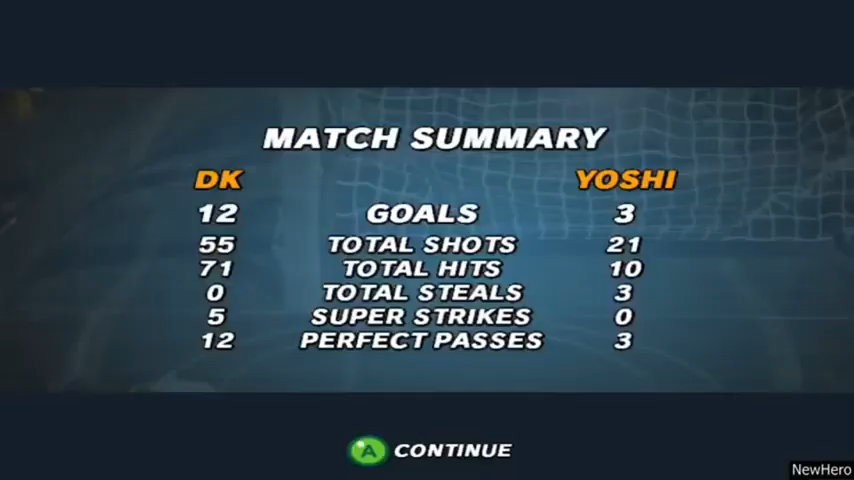 MATCH SUMMARY
DK YOSHI
12 GOALS 3
55 TOTAL SHOTS 21
71 TOTAL HITS 10
0 TOTAL STEALS 3
5 SUPER STRIKES 0
12 PERFECT PASSES 3
A CONTINUE
NewHero